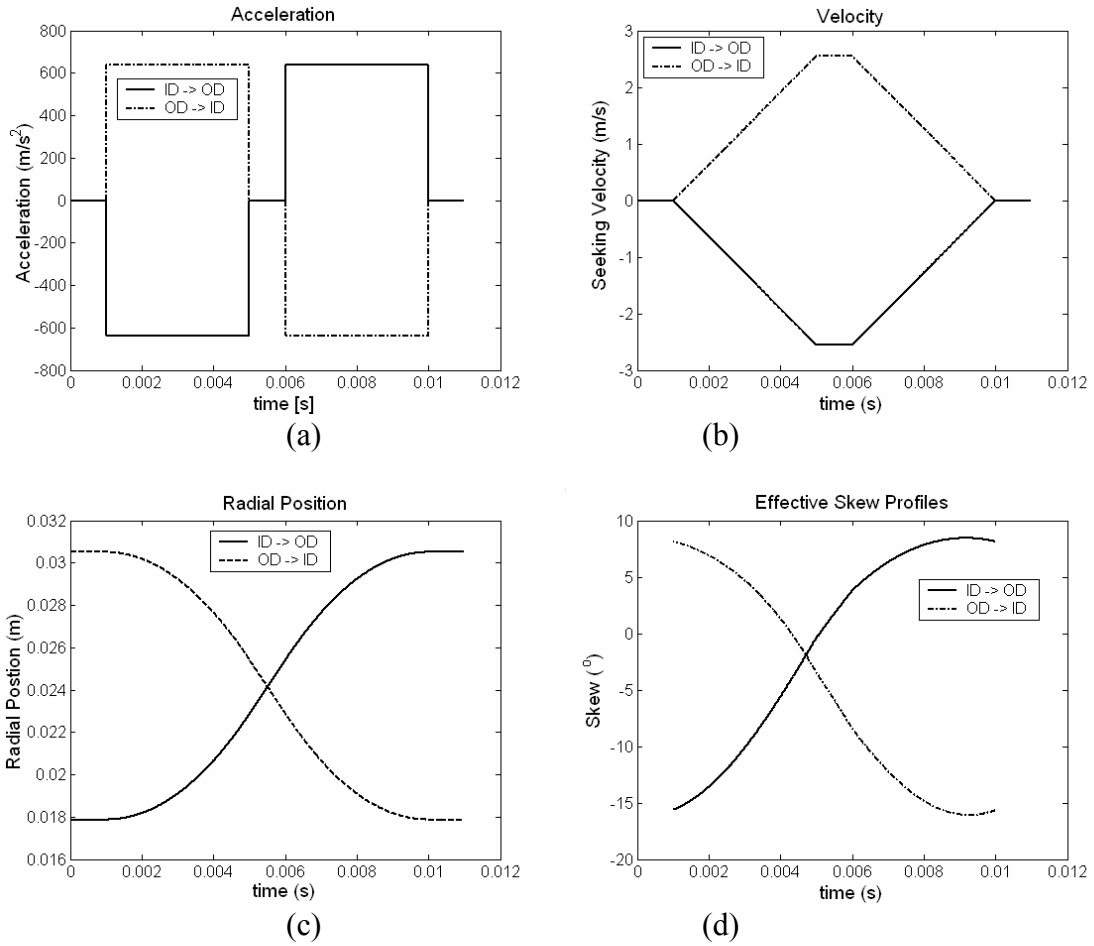 Acceleration
800
600
400
200
0
-200
-400
-600
-800
Acceleration (m/s²)
ID -> OD
OD -> ID
0 0.002 0.004 0.006 0.008 0.01 0.012
time [s]
(a)
Velocity
3
2
1
0
-1
-2
-3
Seeking Velocity (m/s)
ID -> OD
OD -> ID
0 0.002 0.004 0.006 0.008 0.01 0.012
time (s)
(b)
Radial Position
0.032
0.03
0.028
0.026
0.024
0.022
0.02
0.018
0.016
Radial Postion (m)
ID -> OD
OD -> ID
0 0.002 0.004 0.006 0.008 0.01 0.012
time (s)
(c)
Effective Skew Profiles
10
5
0
-5
-10
-15
-20
Skew (⁰)
ID -> OD
OD -> ID
0 0.002 0.004 0.006 0.008 0.01 0.012
time (s)
(d)